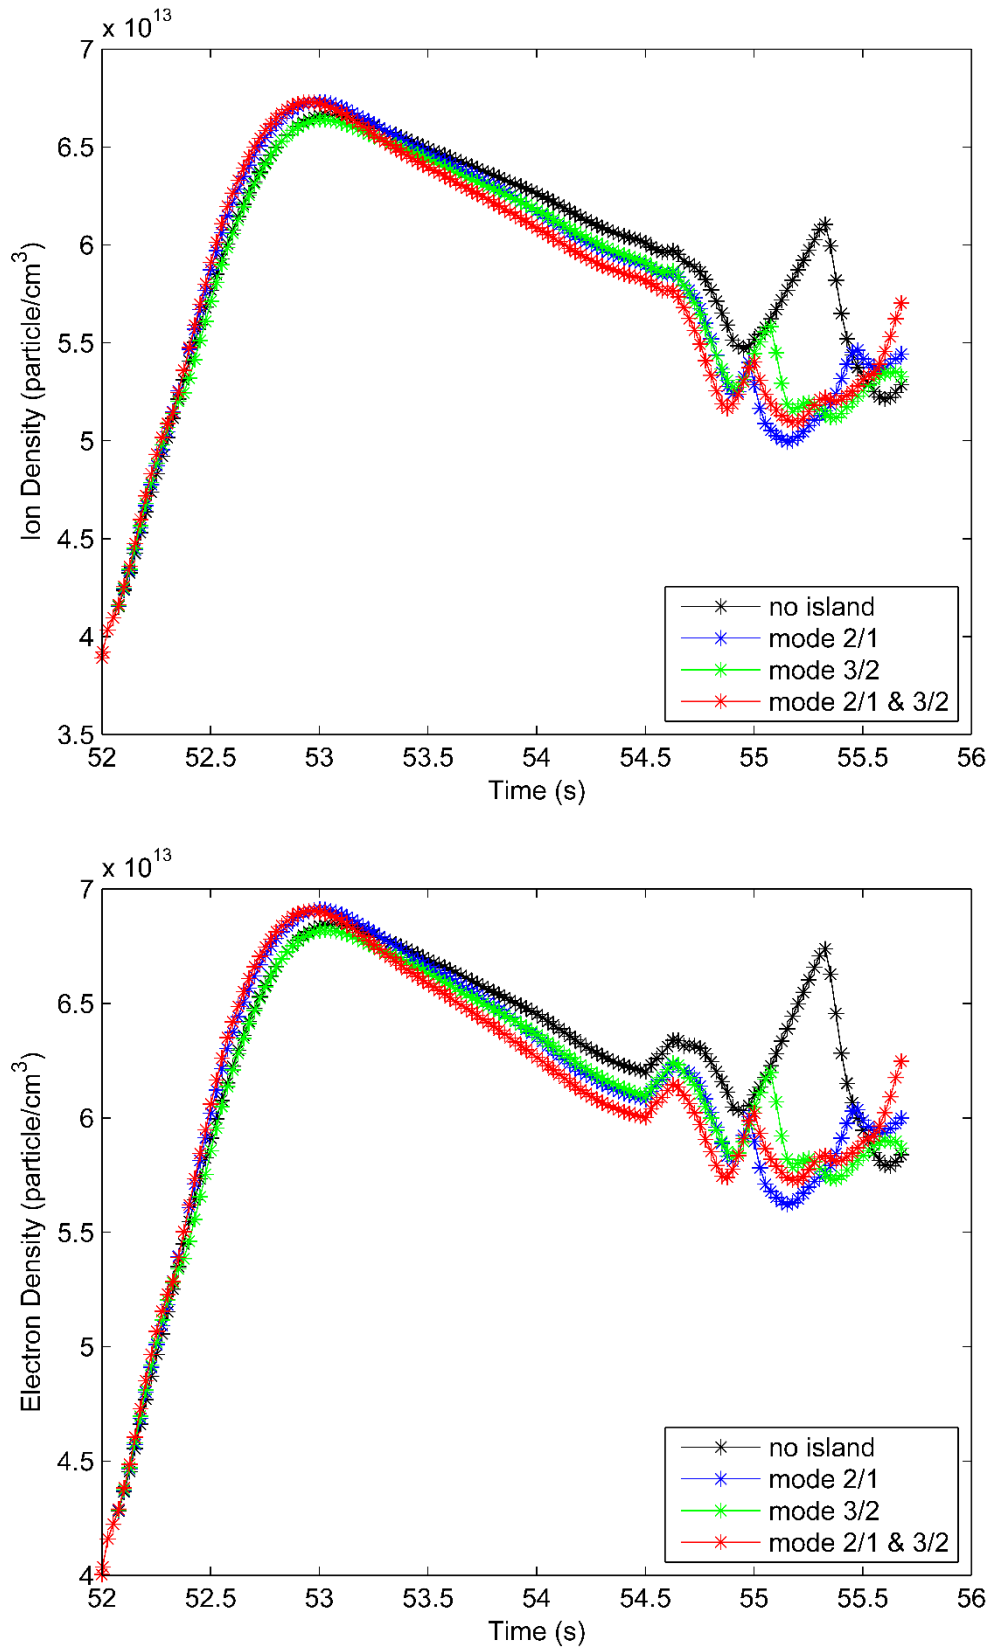 x 10^13
7
6.5
6
5.5
5
4.5
4
3.5
Ion Density (particle/cm^3)
52 52.5 53 53.5 54 54.5 55 55.5 56
Time (s)
no island
mode 2/1
mode 3/2
mode 2/1 & 3/2
x 10^13
7
6.5
6
5.5
5
4.5
4
Electron Density (particle/cm^3)
52 52.5 53 53.5 54 54.5 55 55.5 56
Time (s)
no island
mode 2/1
mode 3/2
mode 2/1 & 3/2